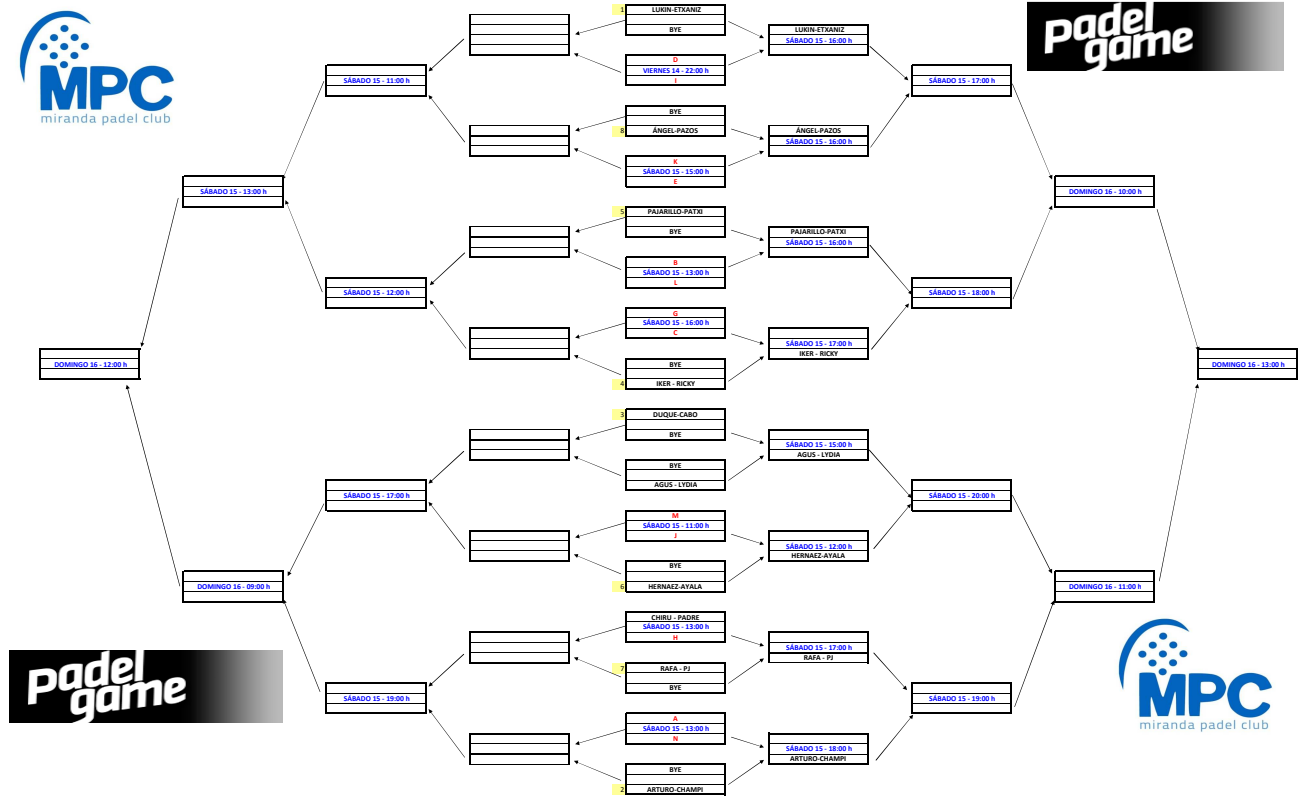 MPC
miranda padel club
Padel
game
1
LUKIN-ETXANIZ
BYE
D
VIERNES 14 - 22:00 h
I
BYE
8
ÁNGEL-PAZOS
K
SÁBADO 15 - 15:00 h
E
5
PAJARILLO-PATXI
BYE
B
SÁBADO 15 - 13:00 h
L
G
SÁBADO 15 - 16:00 h
C
BYE
4
IKER - RICKY
3
DUQUE-CABO
BYE
BYE
AGUS - LYDIA
M
SÁBADO 15 - 11:00 h
J
BYE
6
HERNAEZ-AYALA
CHIRU - PADRE
SÁBADO 15 - 13:00 h
H
7
RAFA - PJ
BYE
A
SÁBADO 15 - 13:00 h
N
BYE
2
ARTURO-CHAMPI
LUKIN-ETXANIZ
SÁBADO 15 - 16:00 h
ÁNGEL-PAZOS
SÁBADO 15 - 16:00 h
PAJARILLO-PATXI
SÁBADO 15 - 16:00 h
SÁBADO 15 - 17:00 h
IKER - RICKY
SÁBADO 15 - 15:00 h
AGUS - LYDIA
SÁBADO 15 - 12:00 h
HERNAEZ-AYALA
SÁBADO 15 - 17:00 h
RAFA - PJ
SÁBADO 15 - 18:00 h
ARTURO-CHAMPI
SÁBADO 15 - 17:00 h
SÁBADO 15 - 18:00 h
SÁBADO 15 - 20:00 h
SÁBADO 15 - 19:00 h
DOMINGO 16 - 10:00 h
DOMINGO 16 - 11:00 h
DOMINGO 16 - 13:00 h
SÁBADO 15 - 11:00 h
SÁBADO 15 - 12:00 h
SÁBADO 15 - 17:00 h
SÁBADO 15 - 19:00 h
SÁBADO 15 - 13:00 h
DOMINGO 16 - 09:00 h
DOMINGO 16 - 12:00 h
Padel
game
MPC
miranda padel club